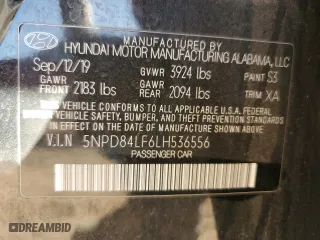 MANUFACTURED BY
HYUNDAI MOTOR MANUFACTURING ALABAMA, LLC
Sep/12/19 GVWR 3924 lbs PAINT S3
GAWR FRONT 2183 lbs GAWR REAR 2094 lbs TRIM XA
THIS VEHICLE CONFORMS TO ALL APPLICABLE U.S.A. FEDERAL
MOTOR VEHICLE SAFETY, BUMPER, AND THEFT PREVENTION
STANDARDS IN EFFECT ON THE DATE OF MANUFACTURE SHOWN ABOVE.
V.I.N 5NPD84LF6LH536556
PASSENGER CAR
AUTOBIDMASTER